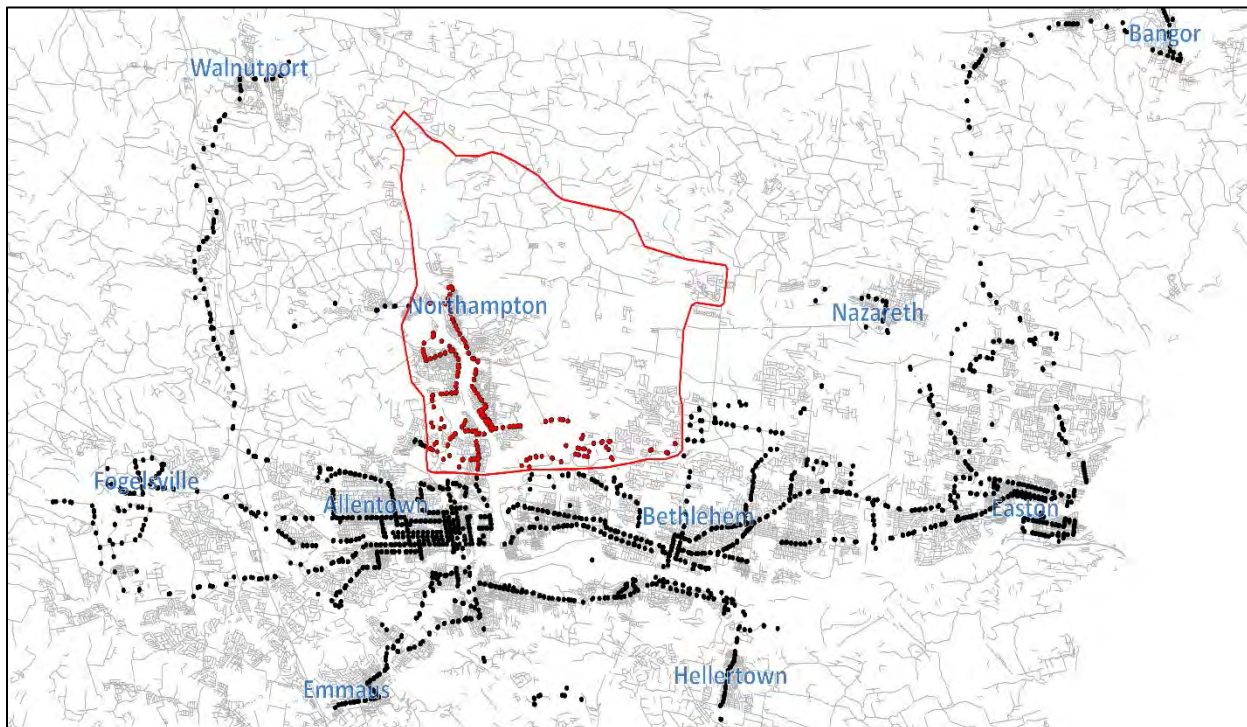 Bangor
Walnutport
Northampton
Nazareth
Fogelsville
Allentown
Bethlehem
Easton
Hellertown
Emmaus